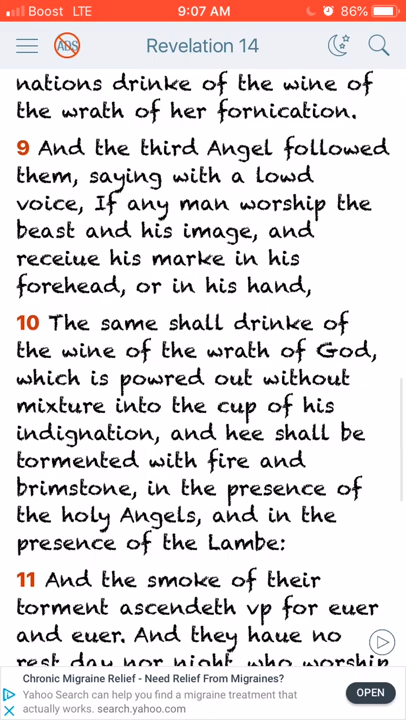 Boost LTE 9:07 AM 86%
ADS Revelation 14
nations drinke of the wine of
the wrath of her fornication.
9 And the third Angel followed
them, saying with a lowd
voice, If any man worship the
beast and his image, and
receiue his marke in his
forehead, or in his hand,
10 The same shall drinke of
the wine of the wrath of God,
which is powred out without
mixture into the cup of his
indignation, and hee shall be
tormented with fire and
brimstone, in the presence of
the holy Angels, and in the
presence of the Lambe:
11 And the smoke of their
torment ascendeth vp for euer
and euer. And they haue no
rest day nor night, who worship
Chronic Migraine Relief - Need Relief From Migraines?
Yahoo Search can help you find a migraine treatment that
actually works. search.yahoo.com
OPEN